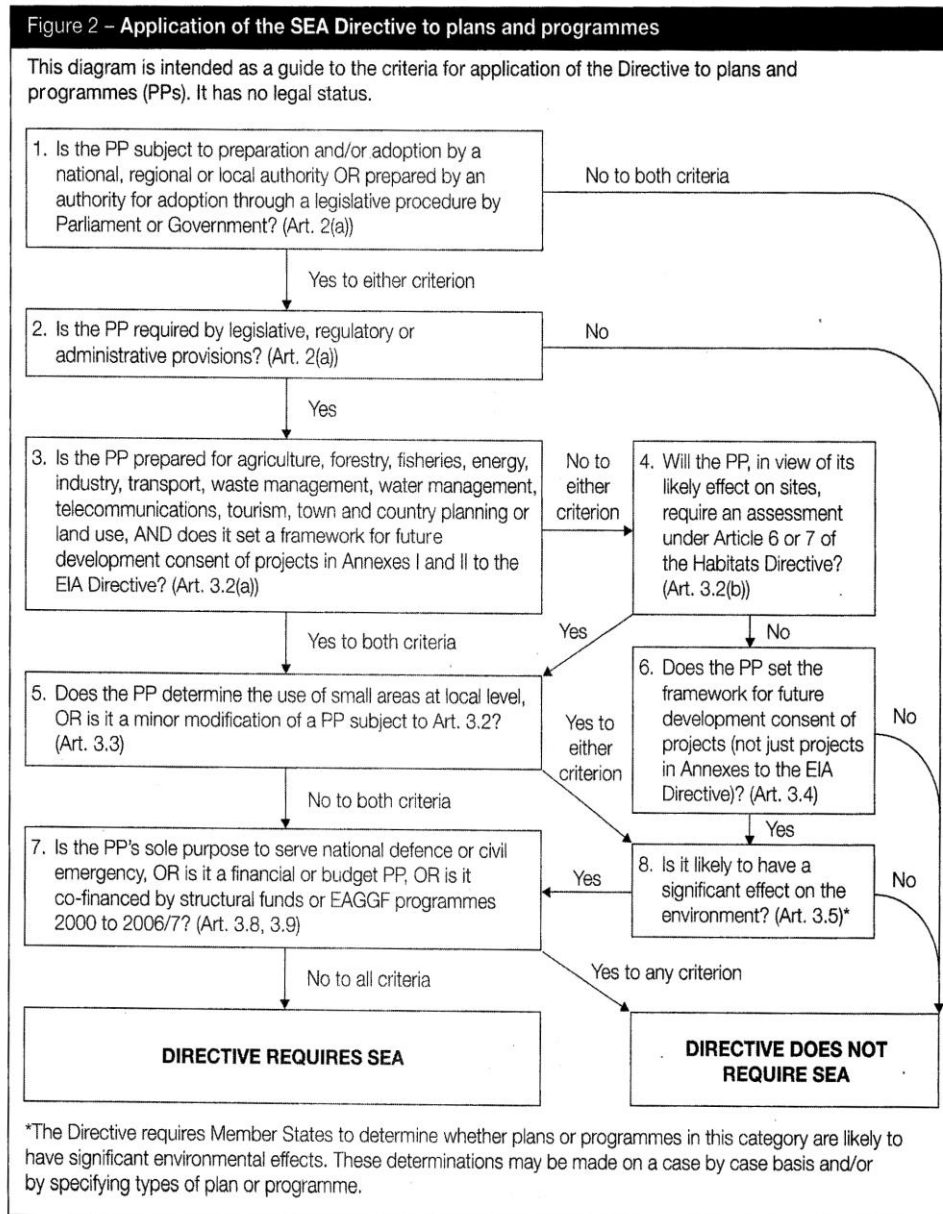 Figure 2 – Application of the SEA Directive to plans and programmes
This diagram is intended as a guide to the criteria for application of the Directive to plans and
programmes (PPs). It has no legal status.
1. Is the PP subject to preparation and/or adoption by a
national, regional or local authority OR prepared by an
authority for adoption through a legislative procedure by
Parliament or Government? (Art. 2(a))
No to both criteria
Yes to either criterion
2. Is the PP required by legislative, regulatory or
administrative provisions? (Art. 2(a))
No
Yes
3. Is the PP prepared for agriculture, forestry, fisheries, energy,
industry, transport, waste management, water management,
telecommunications, tourism, town and country planning or
land use, AND does it set a framework for future
development consent of projects in Annexes I and II to the
EIA Directive? (Art. 3.2(a))
No to
either
criterion
4. Will the PP, in view of its
likely effect on sites,
require an assessment
under Article 6 or 7 of
the Habitats Directive?
(Art. 3.2(b))
Yes to both criteria
Yes
No
5. Does the PP determine the use of small areas at local level,
OR is it a minor modification of a PP subject to Art. 3.2?
(Art. 3.3)
Yes to
either
criterion
6. Does the PP set the
framework for future
development consent of
projects (not just projects
in Annexes to the EIA
Directive)? (Art. 3.4)
No
No to both criteria
Yes
7. Is the PP's sole purpose to serve national defence or civil
emergency, OR is it a financial or budget PP, OR is it
co-financed by structural funds or EAGGF programmes
2000 to 2006/7? (Art. 3.8, 3.9)
Yes
8. Is it likely to have a
significant effect on the
environment? (Art. 3.5)*
No
No to all criteria
Yes to any criterion
DIRECTIVE REQUIRES SEA
DIRECTIVE DOES NOT
REQUIRE SEA
*The Directive requires Member States to determine whether plans or programmes in this category are likely to
have significant environmental effects. These determinations may be made on a case by case basis and/or
by specifying types of plan or programme.